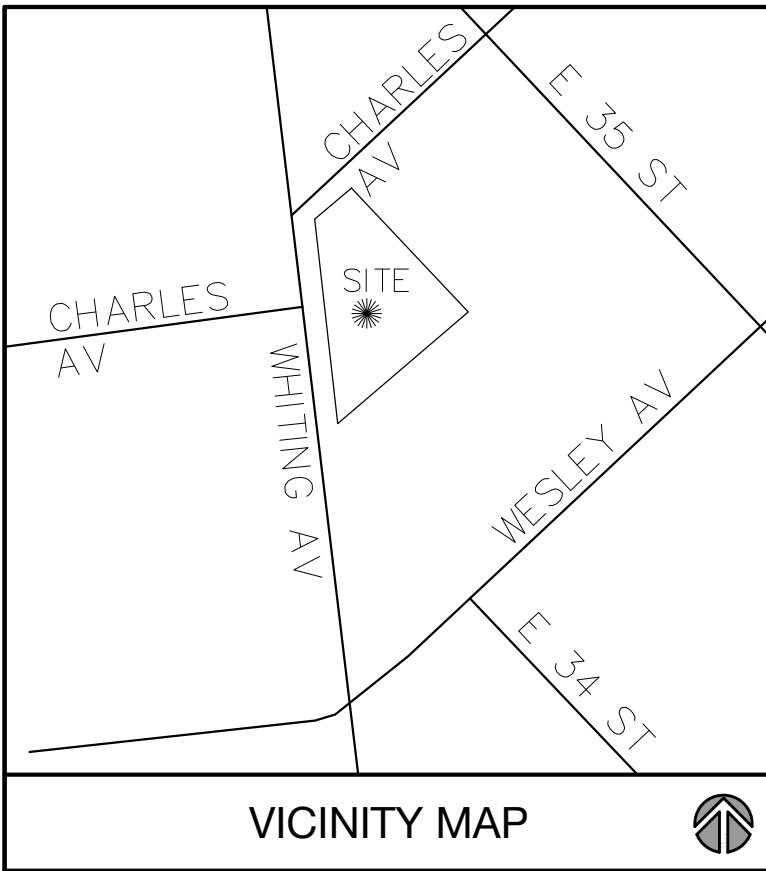 CHARLES
AV
E 35 ST
SITE
CHARLES
AV
WHITING AV
WESLEY AV
E 34 ST
VICINITY MAP